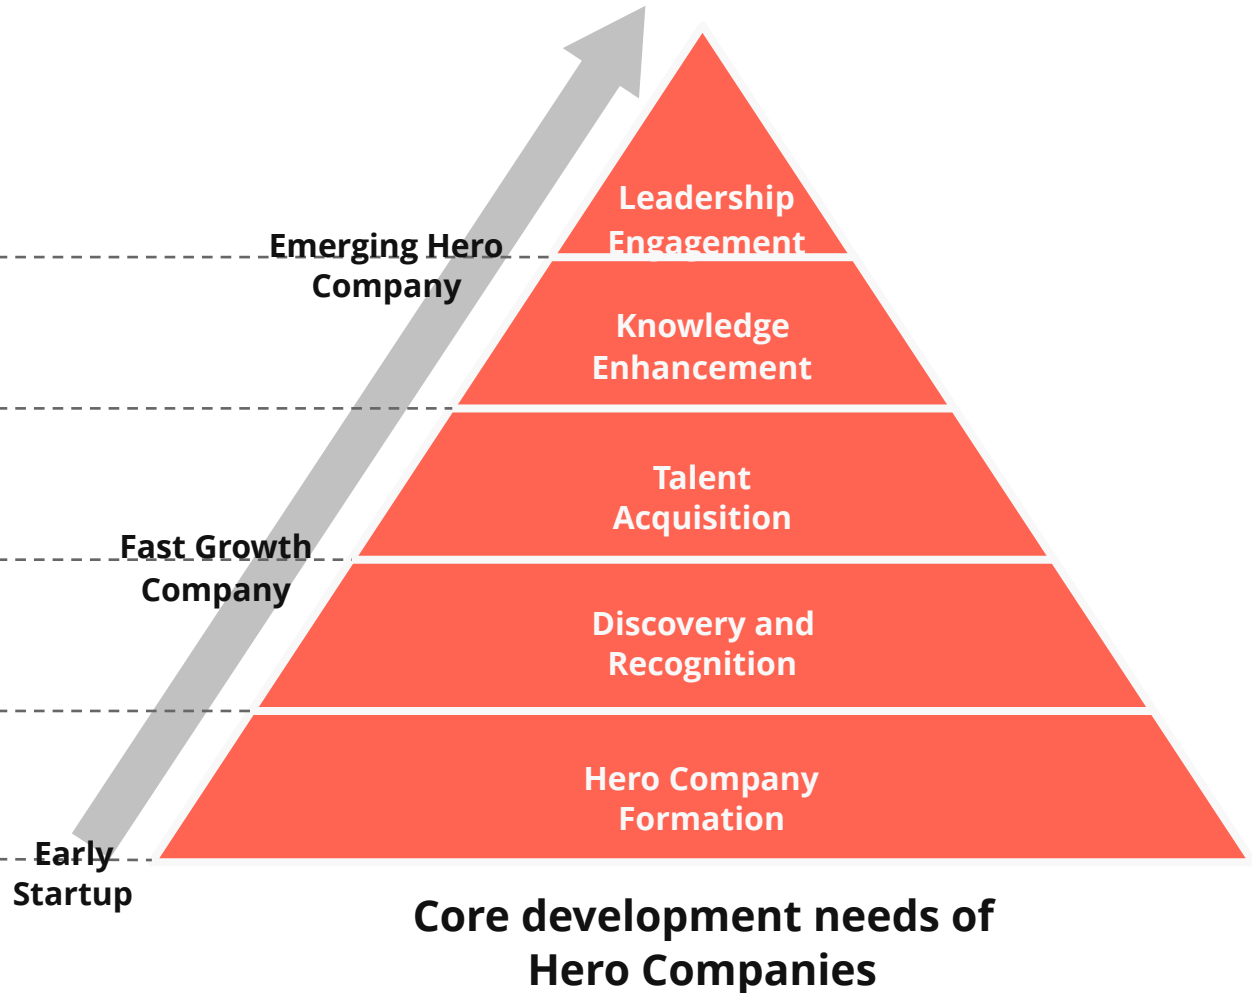 Leadership
Engagement
Emerging Hero
Company
Knowledge
Enhancement
Talent
Acquisition
Fast Growth
Company
Discovery and
Recognition
Hero Company
Formation
Early
Startup
Core development needs of
Hero Companies